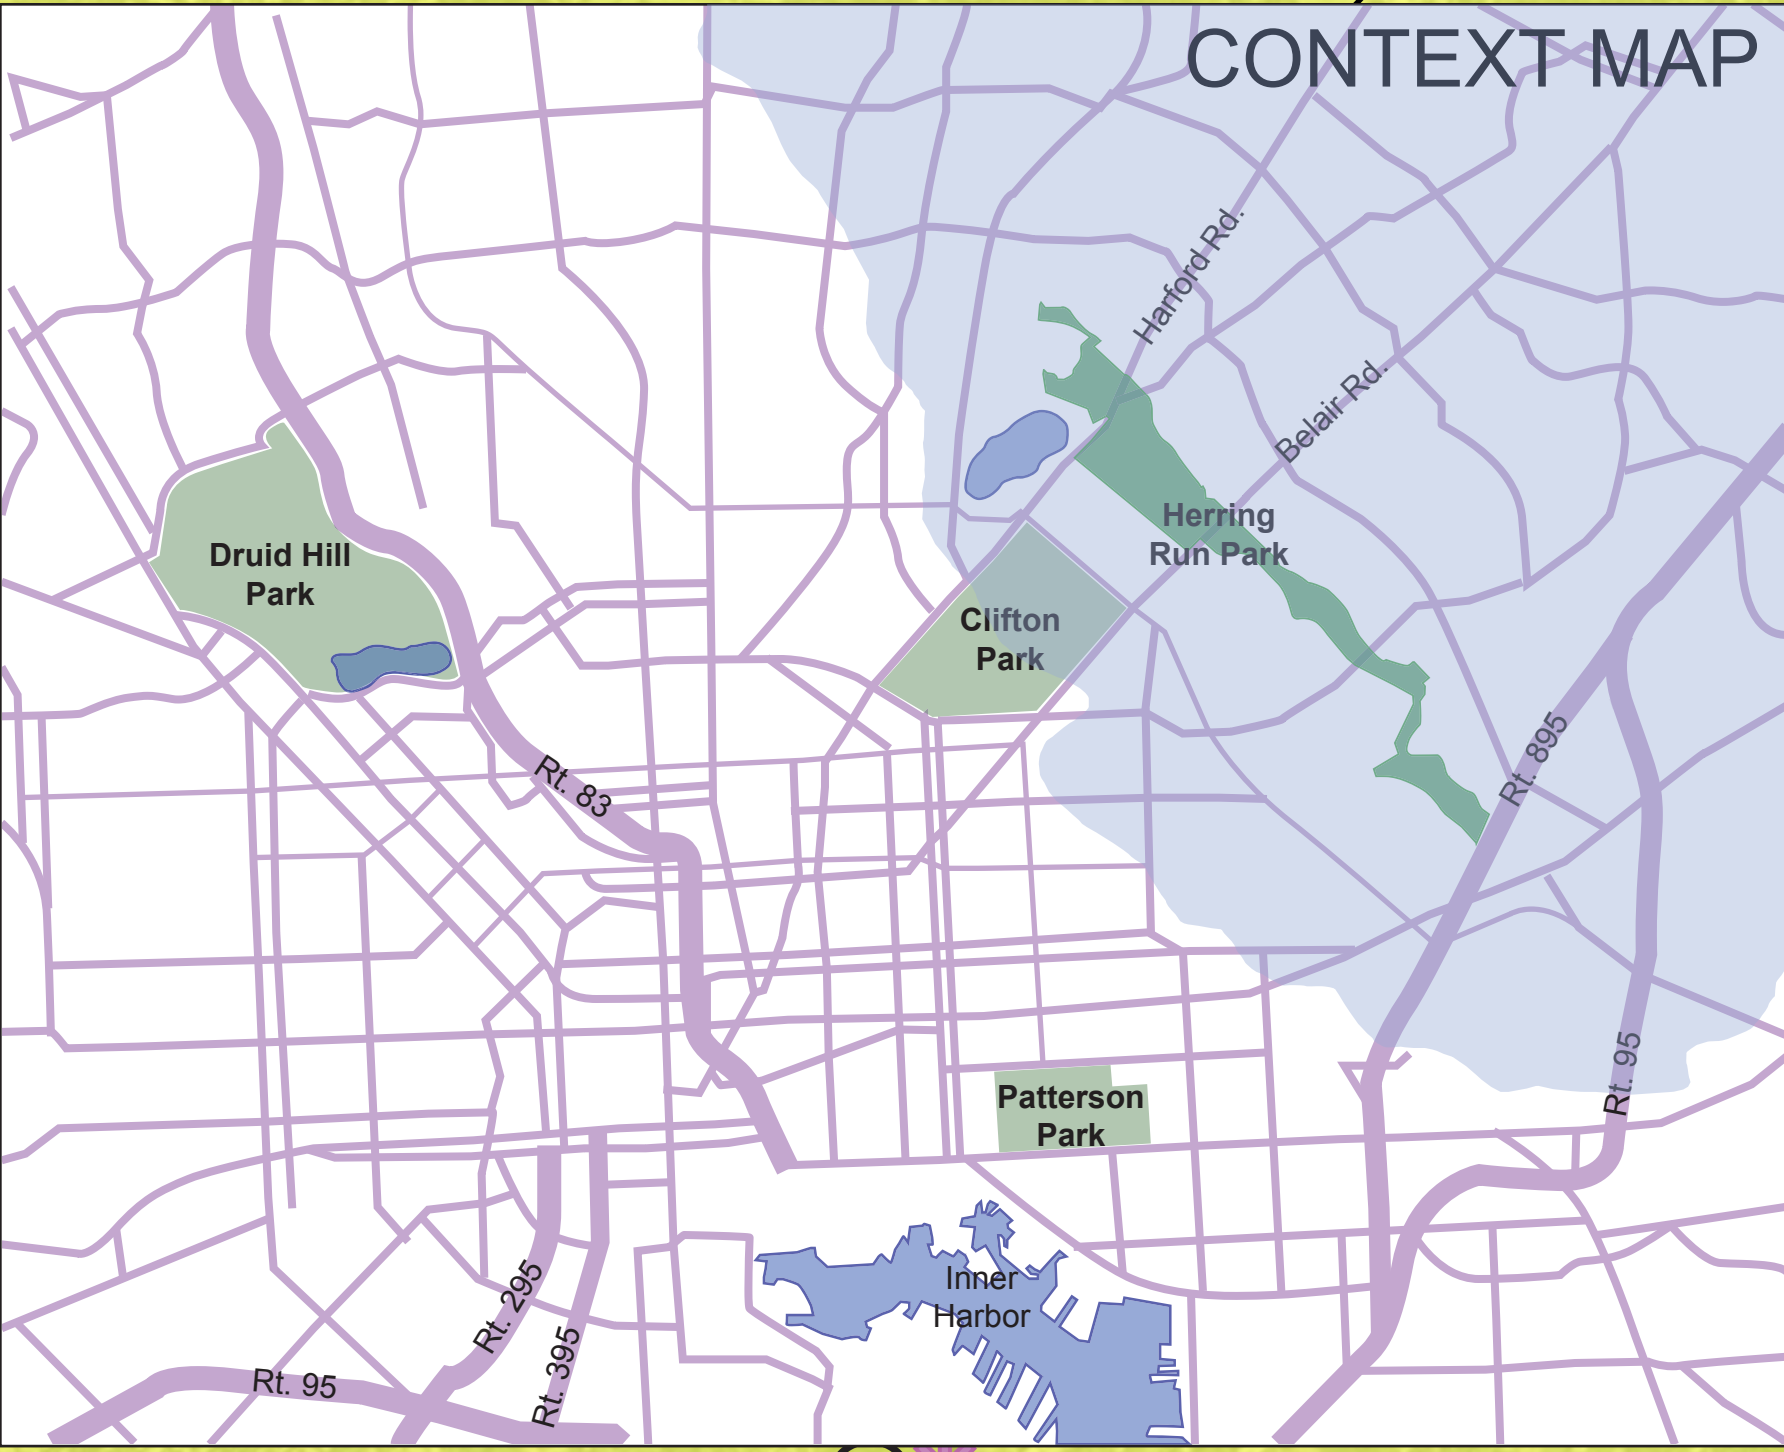 CONTEXT MAP
Harford Rd.
Belair Rd.
Herring
Run Park
Druid Hill
Park
Clifton
Park
Rt. 83
Rt. 895
Rt. 95
Patterson
Park
Inner
Harbor
Rt. 295
Rt. 395
Rt. 95